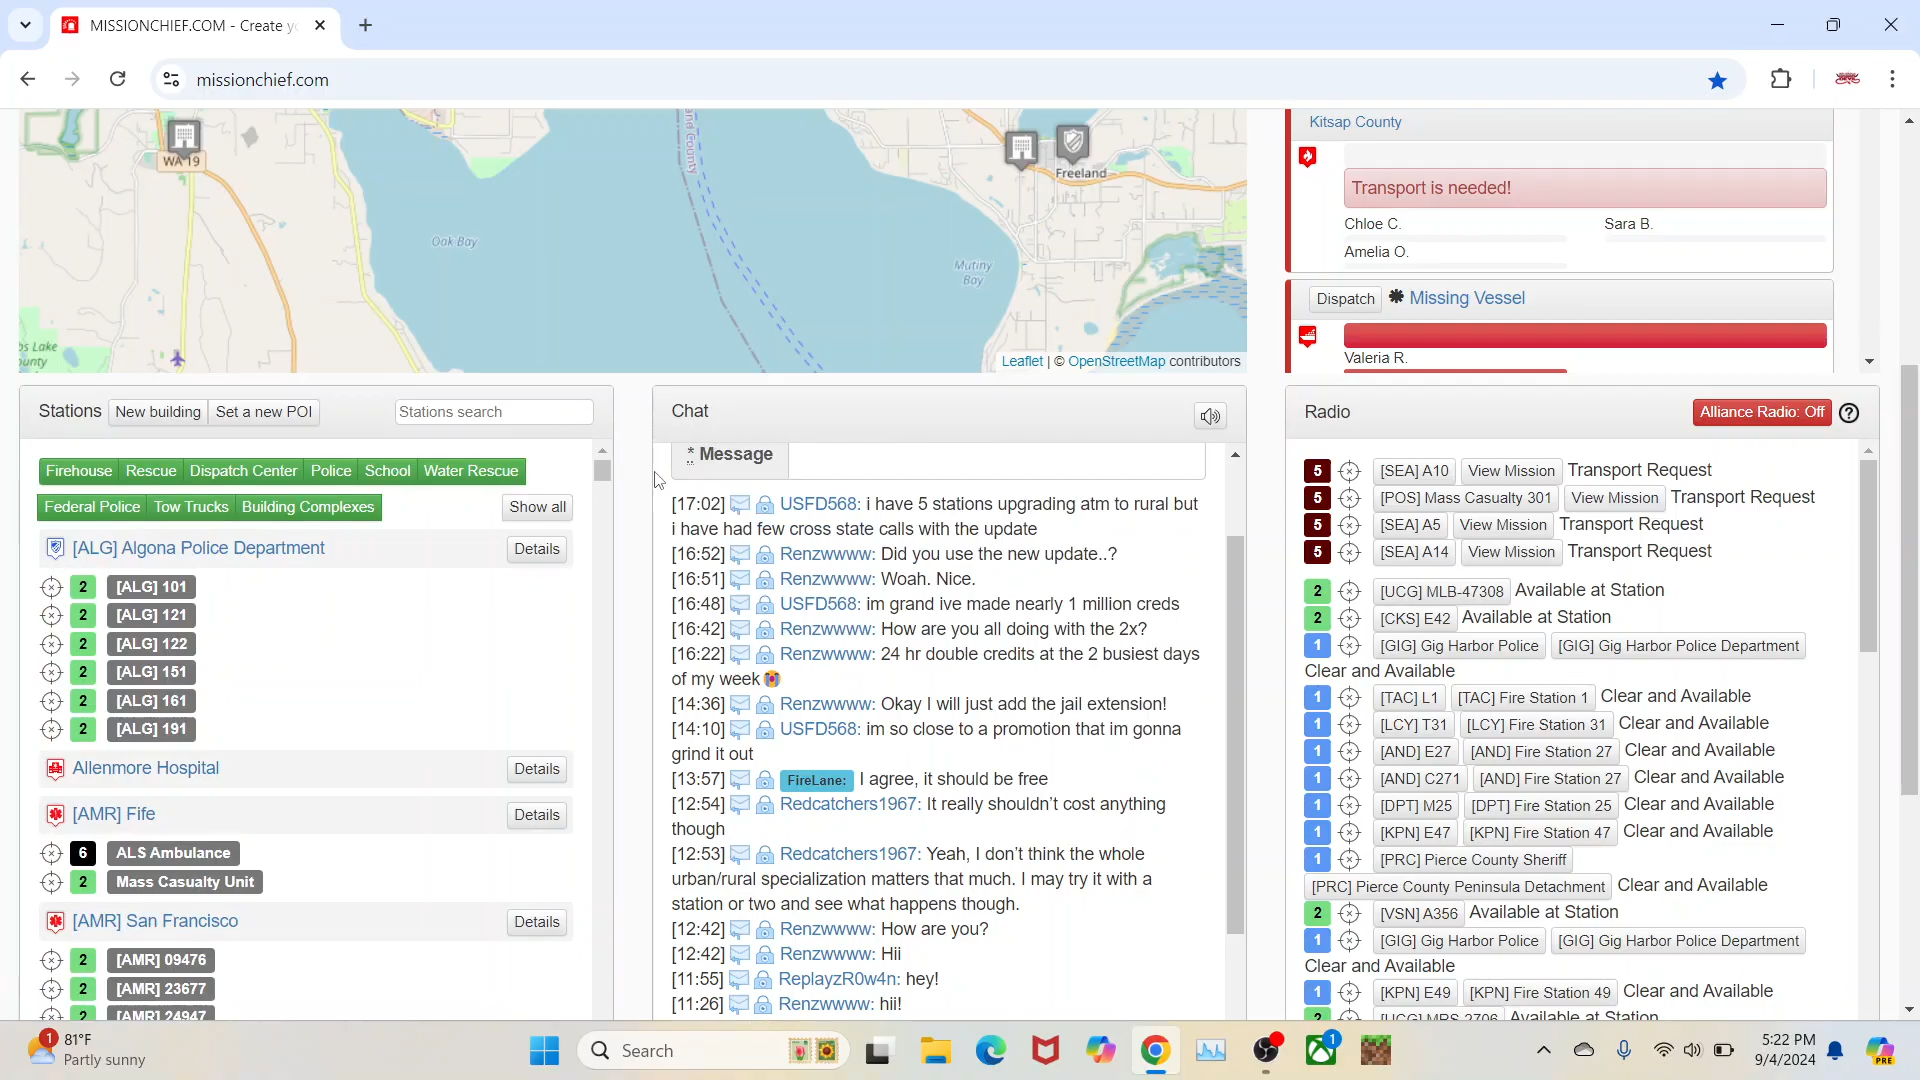 MISSIONCHIEF.COM - Create yo
missionchief.com
WA 19
Oak Bay
Mutiny
Bay
Freeland
Leaflet | © OpenStreetMap contributors
Kitsap County
Transport is needed!
Chloe C. Sara B.
Amelia O.
Dispatch Missing Vessel
Valeria R.
Stations New building Set a new POI Stations search
Firehouse Rescue Dispatch Center Police School Water Rescue
Federal Police Tow Trucks Building Complexes Show all
[ALG] Algona Police Department Details
2 [ALG] 101
2 [ALG] 121
2 [ALG] 122
2 [ALG] 151
2 [ALG] 161
2 [ALG] 191
Allenmore Hospital Details
[AMR] Fife Details
6 ALS Ambulance
2 Mass Casualty Unit
[AMR] San Francisco Details
2 [AMR] 09476
2 [AMR] 23677
2 [AMR] 24947
Chat
* Message
[17:02] USFD568: i have 5 stations upgrading atm to rural but
i have had few cross state calls with the update
[16:52] Renzwwww: Did you use the new update..?
[16:51] Renzwwww: Woah. Nice.
[16:48] USFD568: im grand ive made nearly 1 million creds
[16:42] Renzwwww: How are you all doing with the 2x?
[16:22] Renzwwww: 24 hr double credits at the 2 busiest days
of my week😭
[14:36] Renzwwww: Okay I will just add the jail extension!
[14:10] USFD568: im so close to a promotion that im gonna
grind it out
[13:57] FireLane: I agree, it should be free
[12:54] Redcatchers1967: It really shouldn't cost anything
though
[12:53] Redcatchers1967: Yeah, I don't think the whole
urban/rural specialization matters that much. I may try it with a
station or two and see what happens though.
[12:42] Renzwwww: How are you?
[12:42] Renzwwww: Hii
[11:55] ReplayzR0w4n: hey!
[11:26] Renzwwww: hii!
Radio Alliance Radio: Off
5 [SEA] A10 View Mission Transport Request
5 [POS] Mass Casualty 301 View Mission Transport Request
5 [SEA] A5 View Mission Transport Request
5 [SEA] A14 View Mission Transport Request
2 [UCG] MLB-47308 Available at Station
2 [CKS] E42 Available at Station
1 [GIG] Gig Harbor Police [GIG] Gig Harbor Police Department
Clear and Available
1 [TAC] L1 [TAC] Fire Station 1 Clear and Available
1 [LCY] T31 [LCY] Fire Station 31 Clear and Available
1 [AND] E27 [AND] Fire Station 27 Clear and Available
1 [AND] C271 [AND] Fire Station 27 Clear and Available
1 [DPT] M25 [DPT] Fire Station 25 Clear and Available
1 [KPN] E47 [KPN] Fire Station 47 Clear and Available
1 [PRC] Pierce County Sheriff
[PRC] Pierce County Peninsula Detachment Clear and Available
2 [VSN] A356 Available at Station
1 [GIG] Gig Harbor Police [GIG] Gig Harbor Police Department
Clear and Available
1 [KPN] E49 [KPN] Fire Station 49 Clear and Available
2 [UCG] MRS-2706 Available at Station
1 81°F
Partly sunny
Search
1
PRE
5:22 PM
9/4/2024